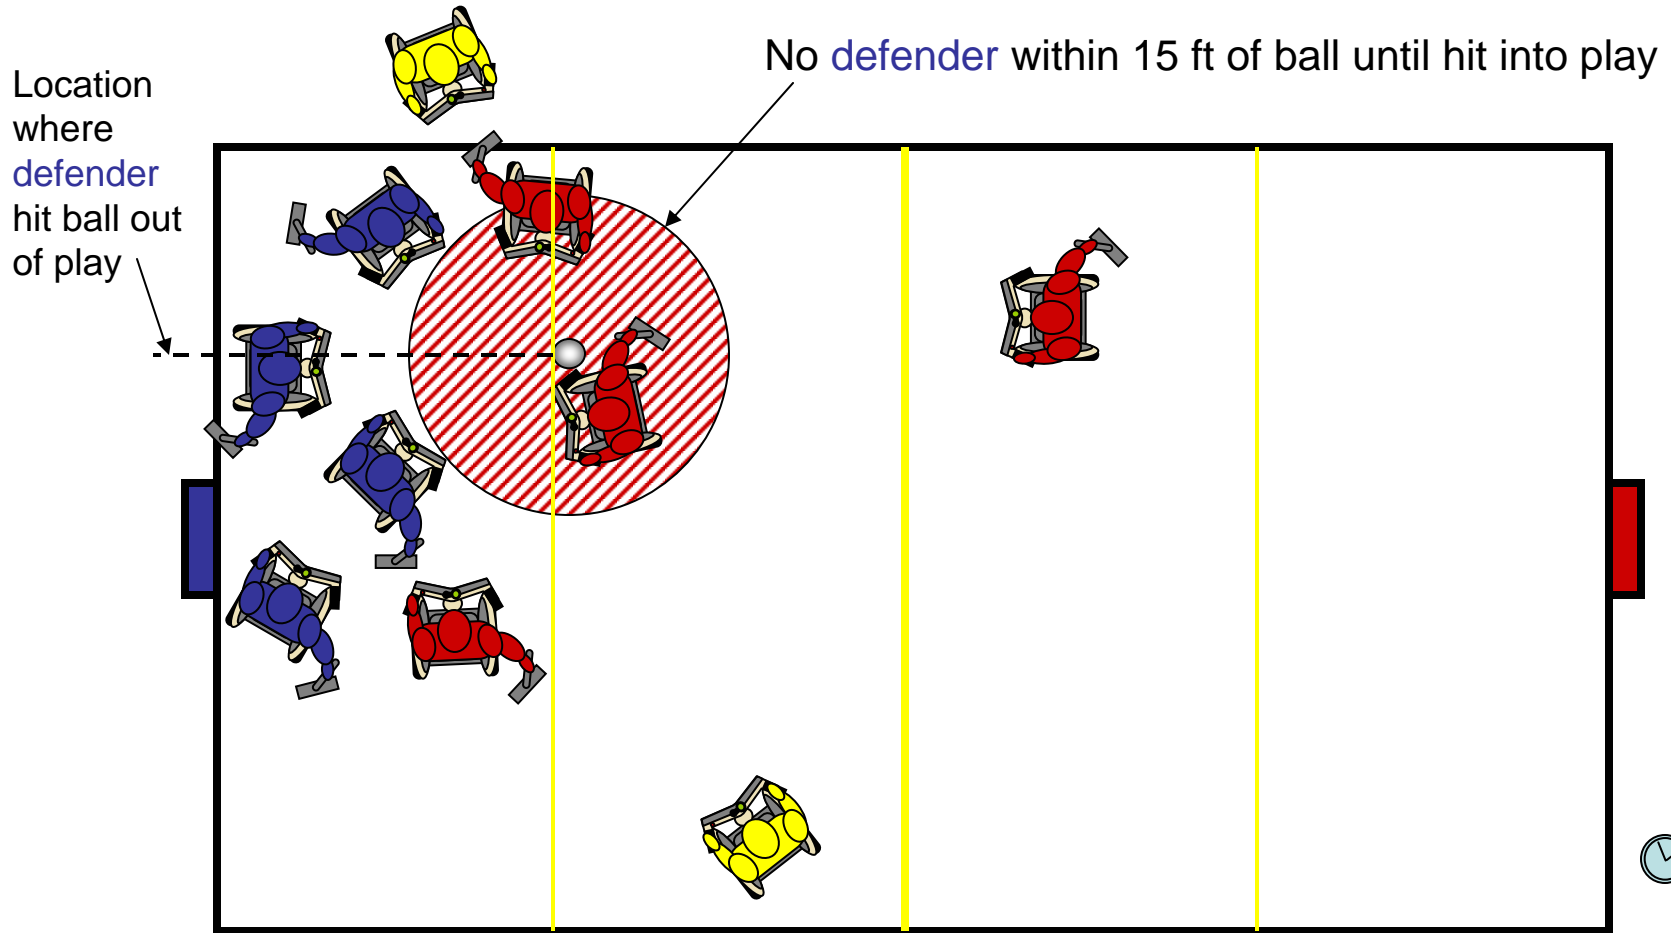 No defender within 15 ft of ball until hit into play
Location
where
defender
hit ball out
of play